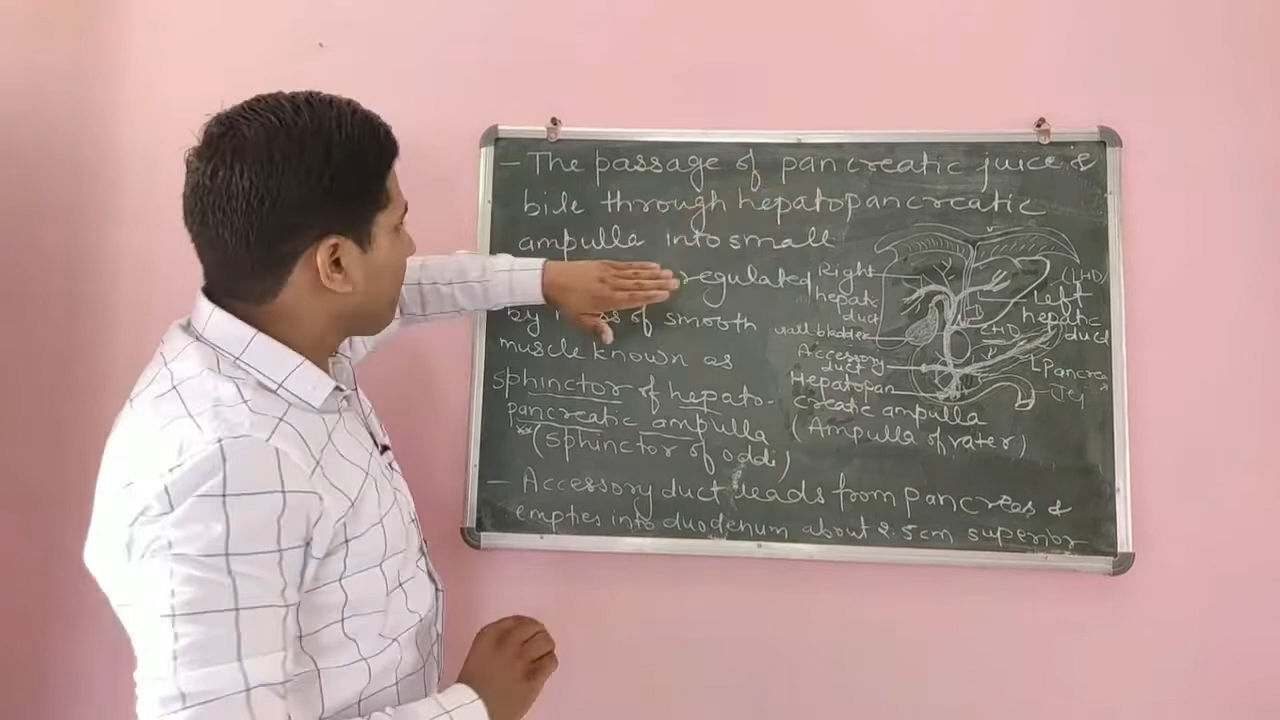 - The passage of pancreatic juice &
bile through hepatopancreatic
ampulla into small
regulated
by of smooth
muscle known as
sphinctor of hepato-
pancreatic ampulla
** (sphinctor of oddi)
- Accessory duct leads from pancreas &
empties into duodenum about 2.5cm superior
Right
hepatic
duct
Gall-bladder
Accessory
duct
Hepatopan
creatic ampulla
(Ampulla of vater)
(LHD)
Left
hepatic
duct
CHD
Pancrea
Jej